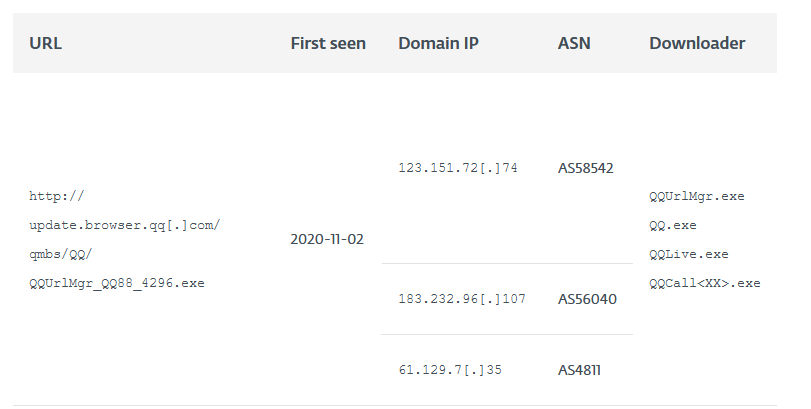 URL First seen Domain IP ASN Downloader
123.151.72[.]74 AS58542
http://
update.browser.qq[.]com/
qmbs/QQ/
QQUrlMgr_QQ88_4296.exe
2020-11-02
QQUrlMgr.exe
QQ.exe
QQLive.exe
QQCall<XX>.exe
183.232.96[.]107 AS56040
61.129.7[.]35 AS4811